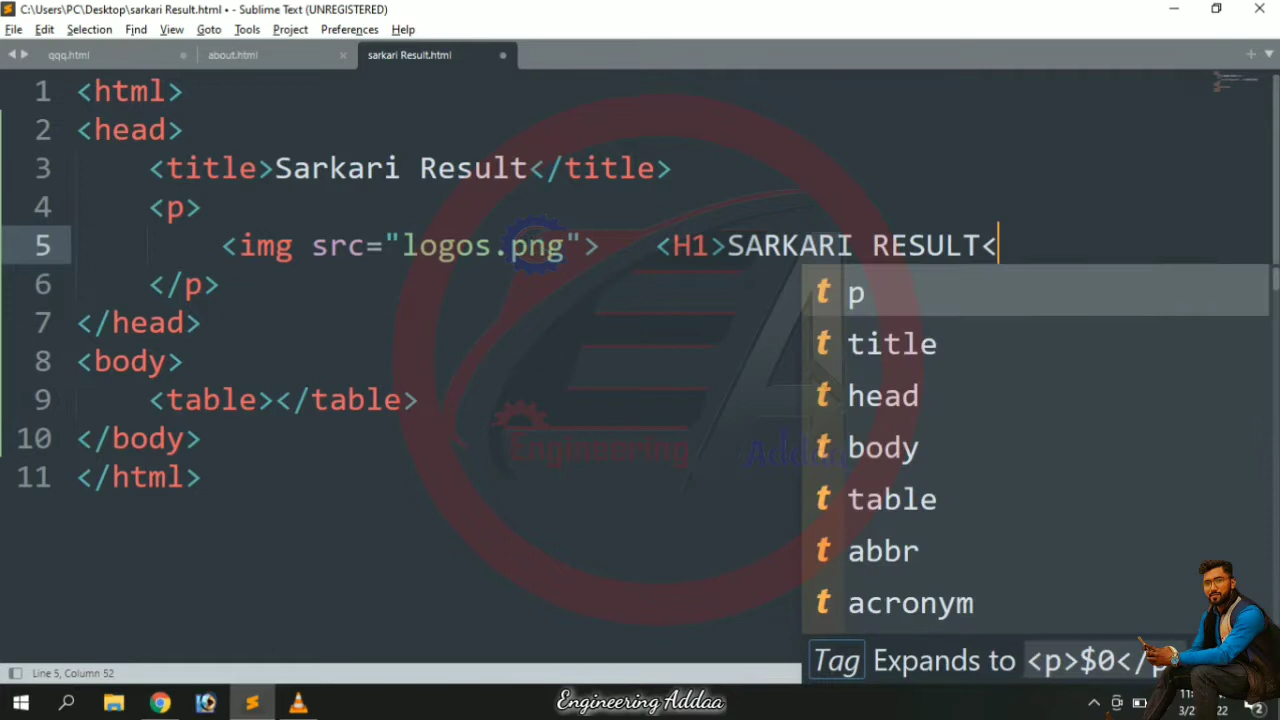 C:\Users\PC\Desktop\sarkari Result.html • - Sublime Text (UNREGISTERED)
File Edit Selection Find View Goto Tools Project Preferences Help
qqq.html about.html sarkari Result.html
1 <html>
2 <head>
3 <title>Sarkari Result</title>
4 <p>
5 <img src="logos.png"> <H1>SARKARI RESULT<
6 </p>
7 </head>
8 <body>
9 <table></table>
10 </body>
11 </html>
t p
t title
t head
t body
t table
t abbr
t acronym
Tag Expands to <p>$0</p
Engineering Addaa
Line 5, Column 52
Engineering Addaa
2